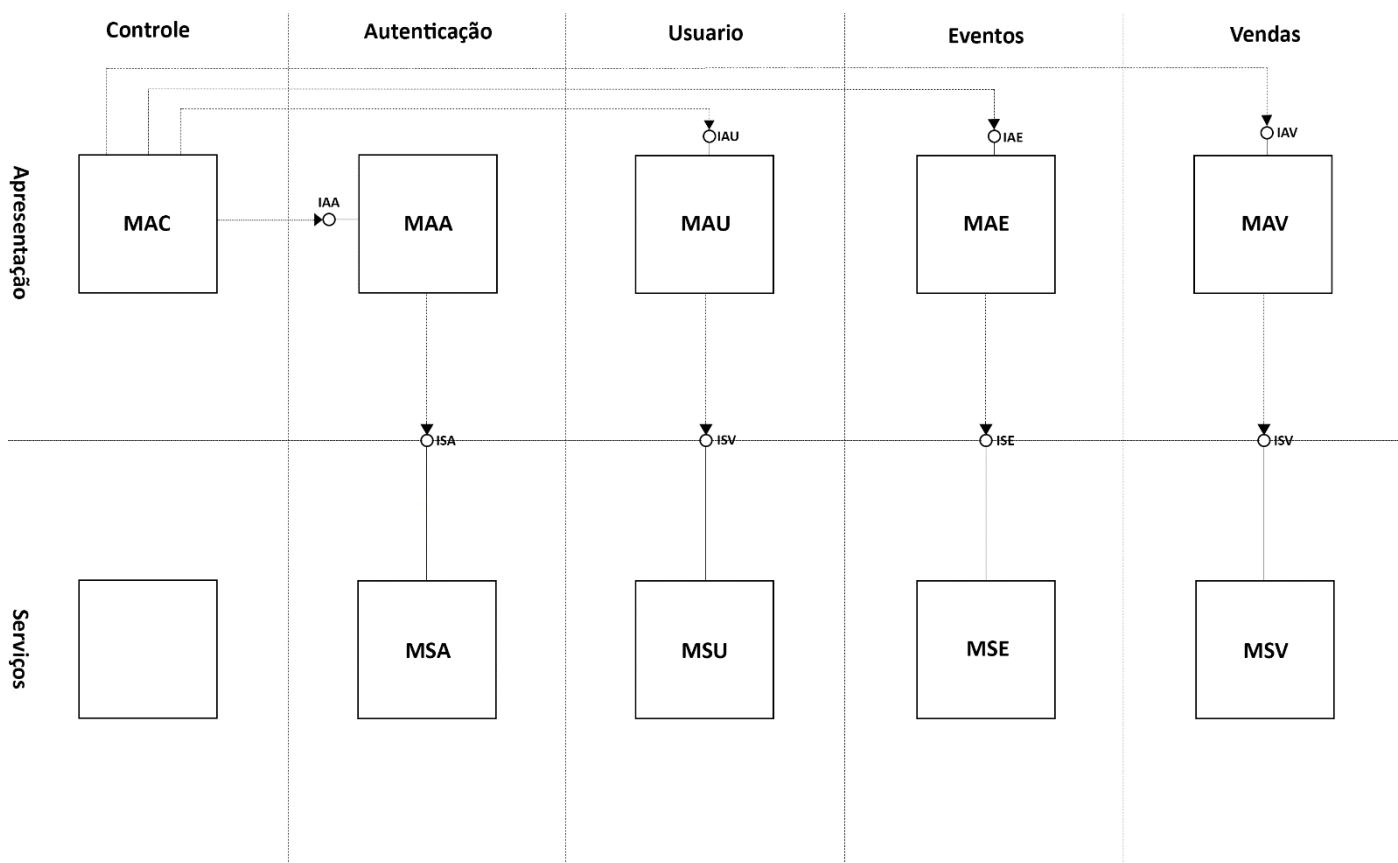 Controle
Autenticação
Usuario
Eventos
Vendas
Apresentação
IAU
IAE
IAV
IAA
MAC
MAA
MAU
MAE
MAV
ISA
ISV
ISE
ISV
Serviços
MSA
MSU
MSE
MSV